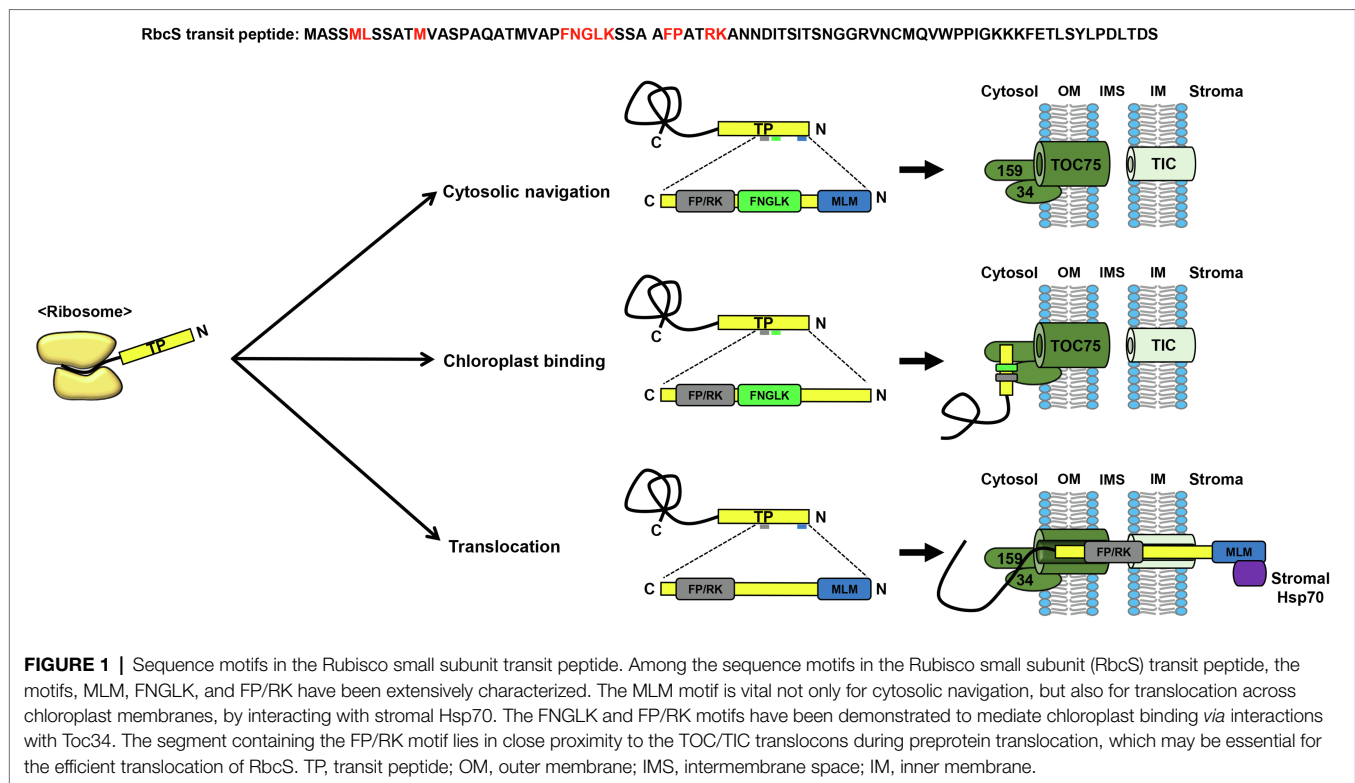 RbcS transit peptide: MASSMLSSATMVASPAQATMVAPFNGLKSSA AFPATRKANNDITSITSNGGRVNCMQVWPPIGKKKFETLSYLPDLTDS
Cytosol OM IMS IM Stroma
TP N
C
159 TOC75 TIC
34
Cytosolic navigation
C FP/RK FNGLK MLM N
Cytosol OM IMS IM Stroma
<Ribosome>
TP N
TP N
C
TOC75 TIC
Chloroplast binding
C FP/RK FNGLK N
Cytosol OM IMS IM Stroma
TP N
C
Translocation
159 FP/RK MLM
34
Stromal
Hsp70
C FP/RK MLM N
FIGURE 1 | Sequence motifs in the Rubisco small subunit transit peptide. Among the sequence motifs in the Rubisco small subunit (RbcS) transit peptide, the
motifs, MLM, FNGLK, and FP/RK have been extensively characterized. The MLM motif is vital not only for cytosolic navigation, but also for translocation across
chloroplast membranes, by interacting with stromal Hsp70. The FNGLK and FP/RK motifs have been demonstrated to mediate chloroplast binding via interactions
with Toc34. The segment containing the FP/RK motif lies in close proximity to the TOC/TIC translocons during preprotein translocation, which may be essential for
the efficient translocation of RbcS. TP, transit peptide; OM, outer membrane; IMS, intermembrane space; IM, inner membrane.